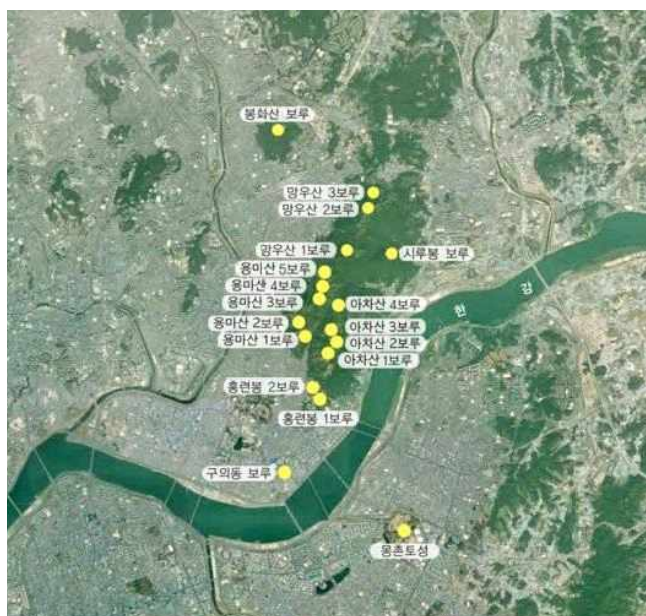 봉화산 보루
망우산 3보루
망우산 2보루
망우산 1보루
시루봉 보루
용마산 5보루
용마산 4보루
용마산 3보루
아차산 4보루
한 강
용마산 2보루
아차산 3보루
용마산 1보루
아차산 2보루
아차산 1보루
홍련봉 2보루
홍련봉 1보루
구의동 보루
몽촌토성